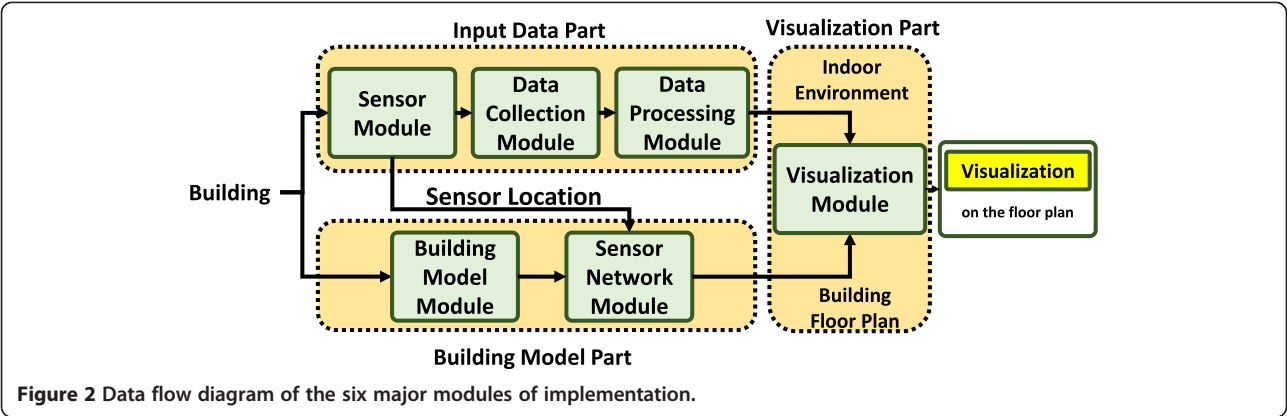 Input Data Part
Visualization Part
Sensor
Module
Data
Collection
Module
Data
Processing
Module
Indoor
Environment
Building
Sensor Location
Visualization
Module
Visualization
on the floor plan
Building
Model
Module
Sensor
Network
Module
Building
Floor Plan
Building Model Part
Figure 2 Data flow diagram of the six major modules of implementation.